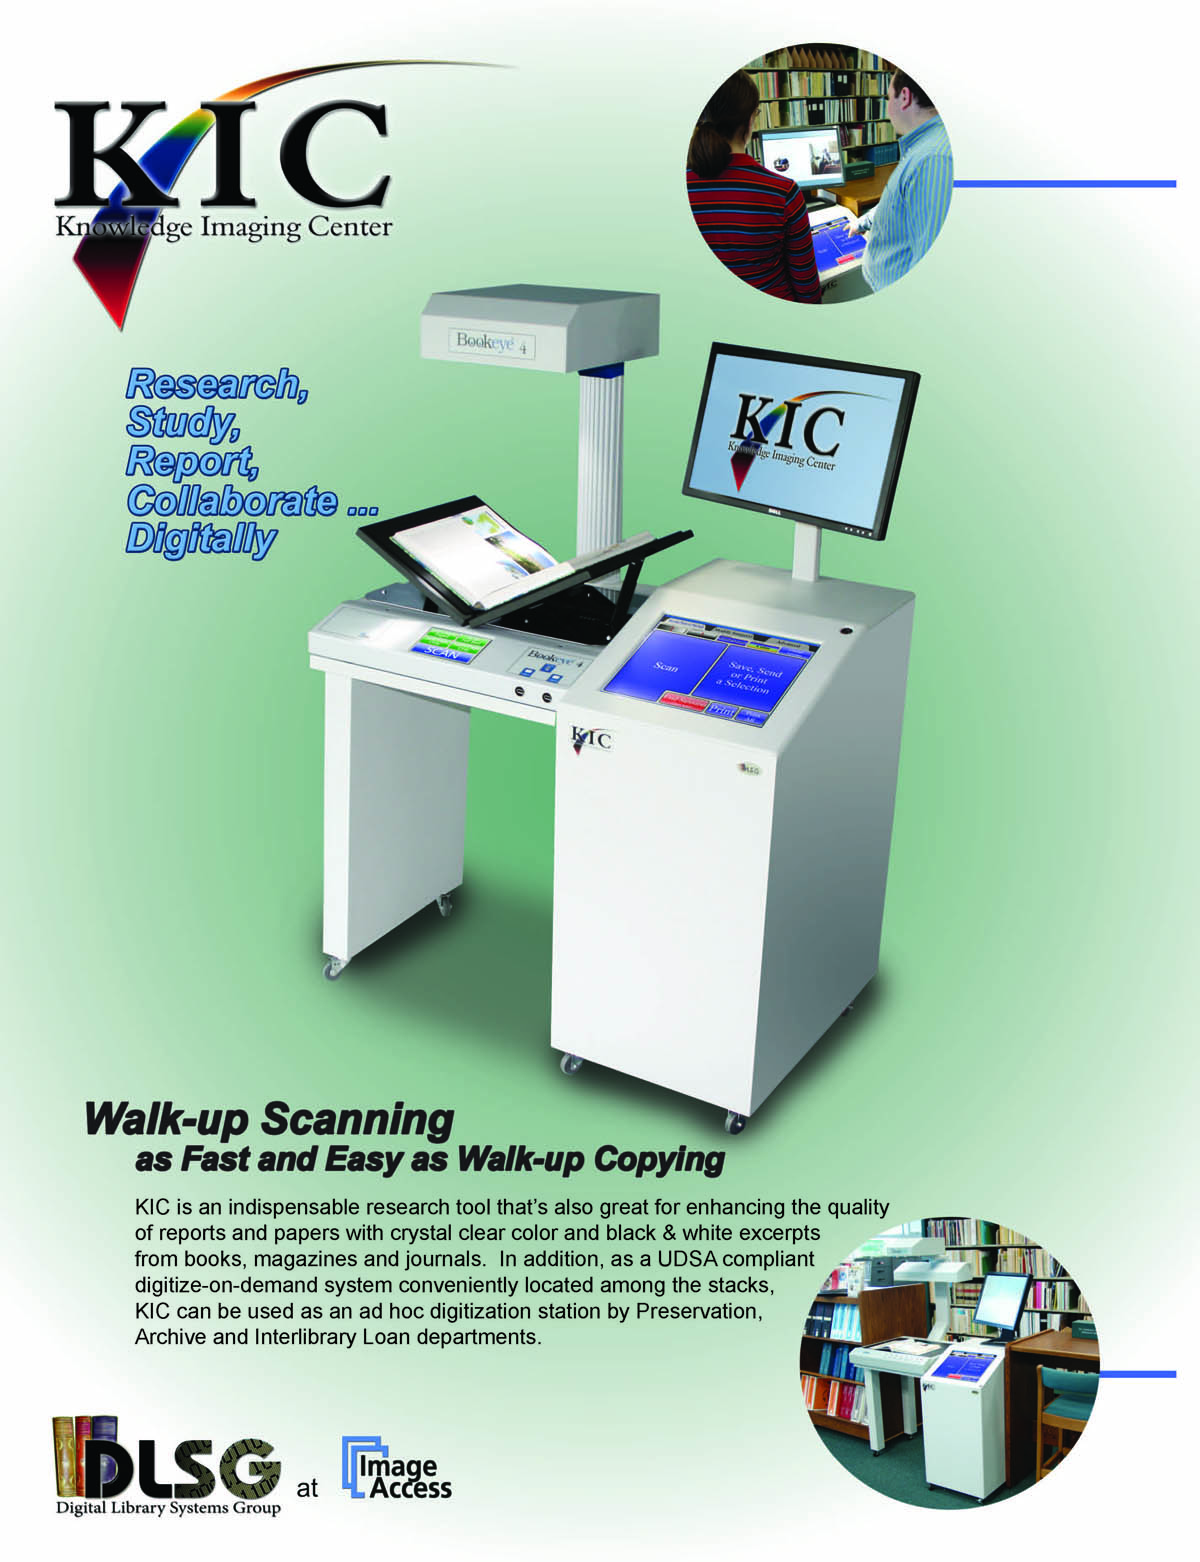 KIC
Knowledge Imaging Center
Research,
Study,
Report,
Collaborate ...
Digitally
Bookeye 4
KIC
Knowledge Imaging Center
DELL
SCAN
Bookeye 4
Advanced
Scan
Save, Send
or Print
a Selection
Print
KIC
DLSG
KIC
Walk-up Scanning
as Fast and Easy as Walk-up Copying
KIC is an indispensable research tool that's also great for enhancing the quality
of reports and papers with crystal clear color and black & white excerpts
from books, magazines and journals.  In addition, as a UDSA compliant
digitize-on-demand system conveniently located among the stacks,
KIC can be used as an ad hoc digitization station by Preservation,
Archive and Interlibrary Loan departments.
KIC
DLSG
Digital Library Systems Group
at
Image
Access